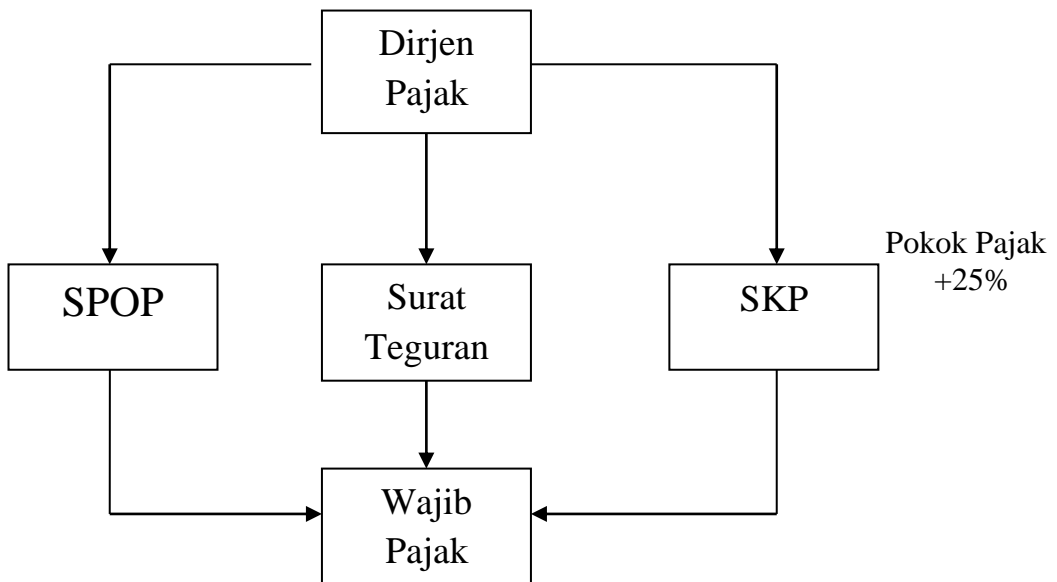 Dirjen
Pajak
SPOP
Surat
Teguran
SKP
Pokok Pajak
+25%
Wajib
Pajak